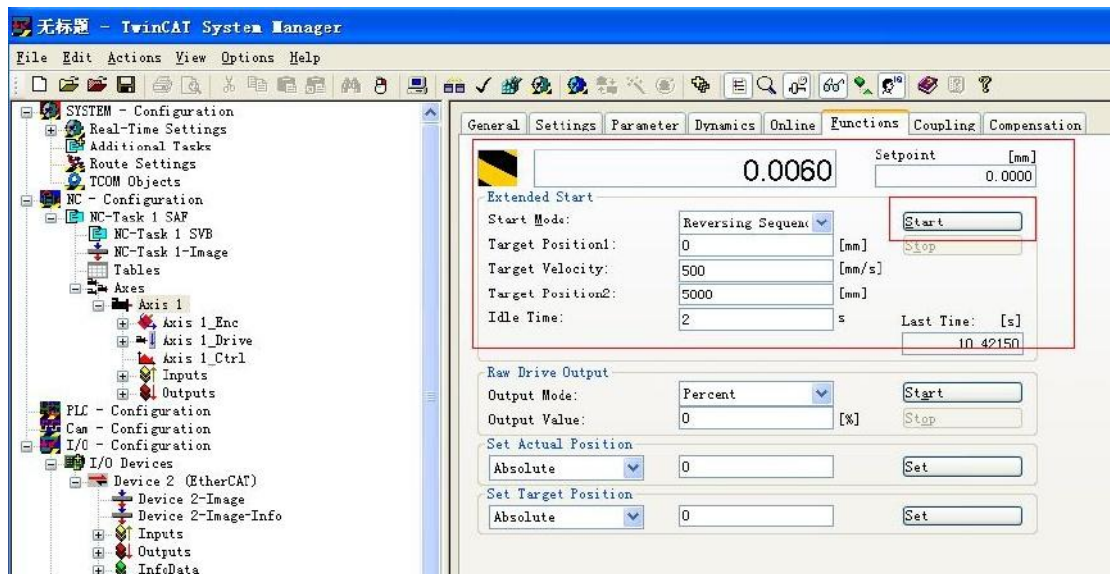 无标题 - TwinCAT System Manager
File Edit Actions View Options Help
SYSTEM - Configuration
Real-Time Settings
Additional Tasks
Route Settings
TCOM Objects
NC - Configuration
NC-Task 1 SAF
NC-Task 1 SVB
NC-Task 1-Image
Tables
Axes
Axis 1
Axis 1_Enc
Axis 1_Drive
Axis 1_Ctrl
Inputs
Outputs
PLC - Configuration
Cam - Configuration
I/O - Configuration
I/O Devices
Device 2 (EtherCAT)
Device 2-Image
Device 2-Image-Info
Inputs
Outputs
InfoData
General Settings Parameter Dynamics Online Functions Coupling Compensation
0.0060
Setpoint [mm]
0.0000
Extended Start
Start Mode: Reversing Sequenc Start
Target Position1: 0 [mm] Stop
Target Velocity: 500 [mm/s]
Target Position2: 5000 [mm]
Idle Time: 2 s Last Time: [s]
10.42150
Raw Drive Output
Output Mode: Percent Start
Output Value: 0 [%] Stop
Set Actual Position
Absolute 0 Set
Set Target Position
Absolute 0 Set